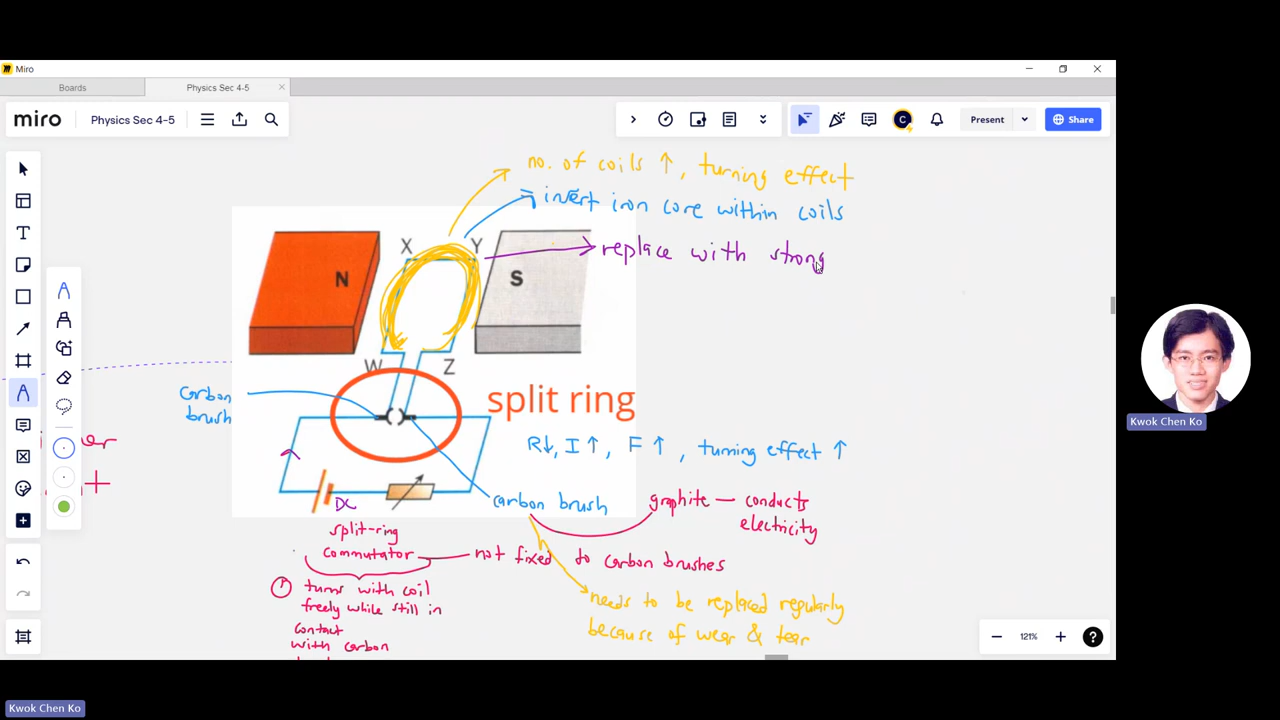 Miro
Boards
Physics Sec 4-5
miro
Physics Sec 4-5
C
Present
Share
no. of coils ↑, turning effect
invert iron core within coils
replace with strong
X
Y
N
S
W
Z
carbon
brush
split ring
R↓, I↑, F↑, turning effect ↑
DC
carbon brush
graphite — conducts
electricity
split-ring
commutator
not fixed to carbon brushes
① turns with coil
freely while still in
contact
with carbon
needs to be replaced regularly
because of wear & tear
121%
Kwok Chen Ko
Kwok Chen Ko